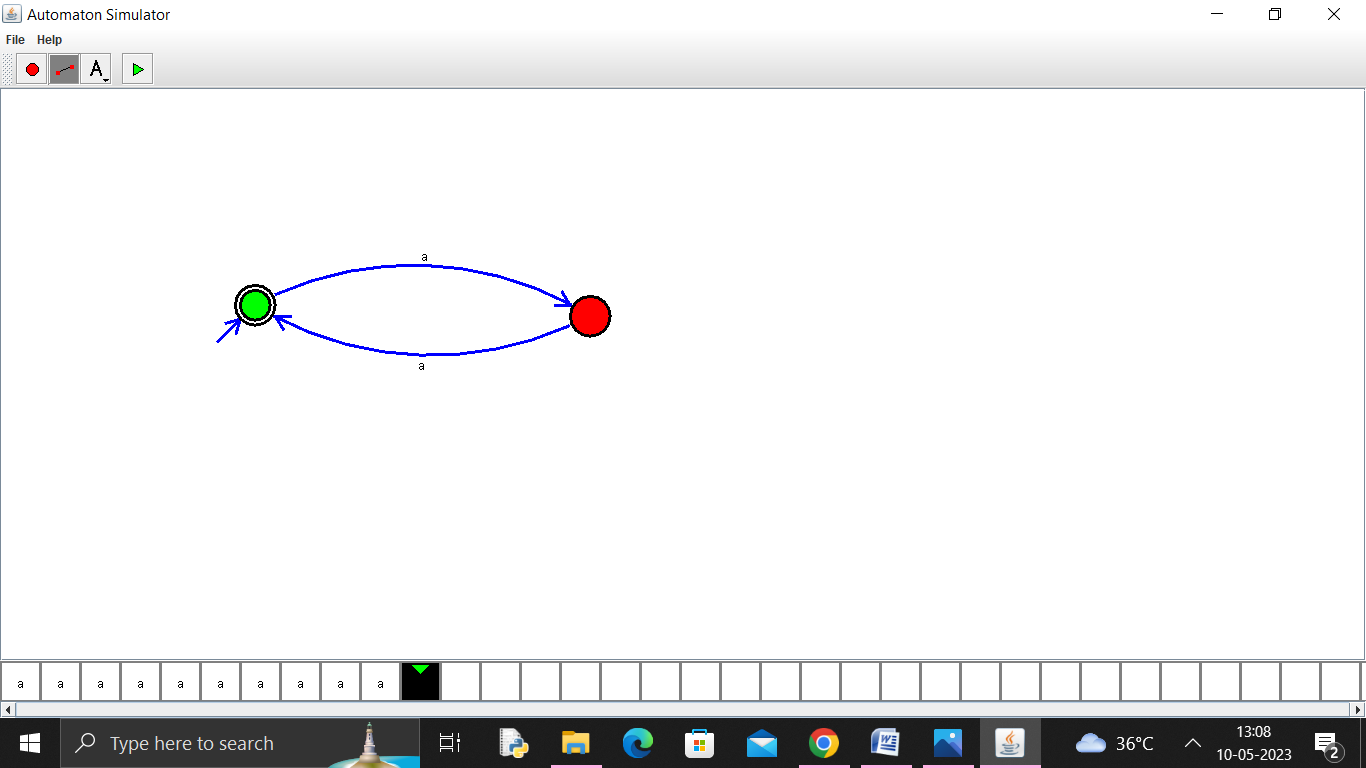 Automaton Simulator
File Help
A
a
a
a a a a a a a a a a
Type here to search
36°C
13:08
10-05-2023
2